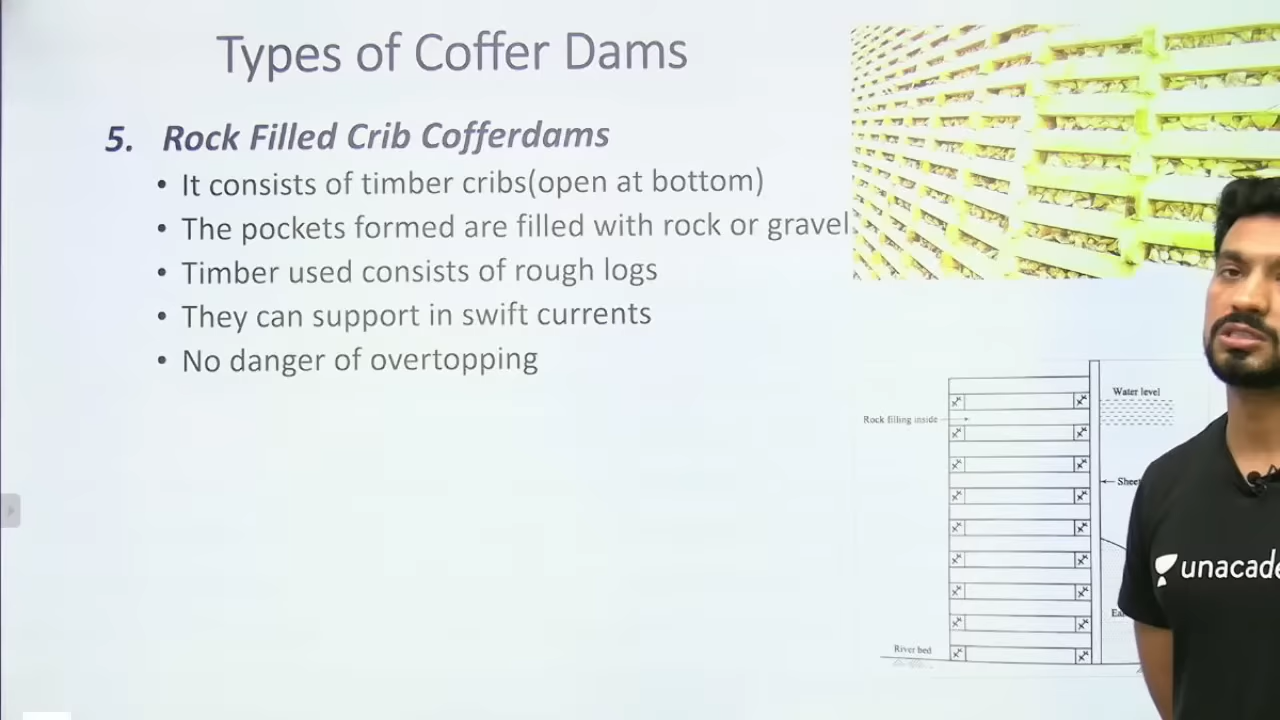 Types of Coffer Dams
5. Rock Filled Crib Cofferdams
• It consists of timber cribs(open at bottom)
• The pockets formed are filled with rock or gravel.
• Timber used consists of rough logs
• They can support in swift currents
• No danger of overtopping
Water level
Rock filling inside
River bed